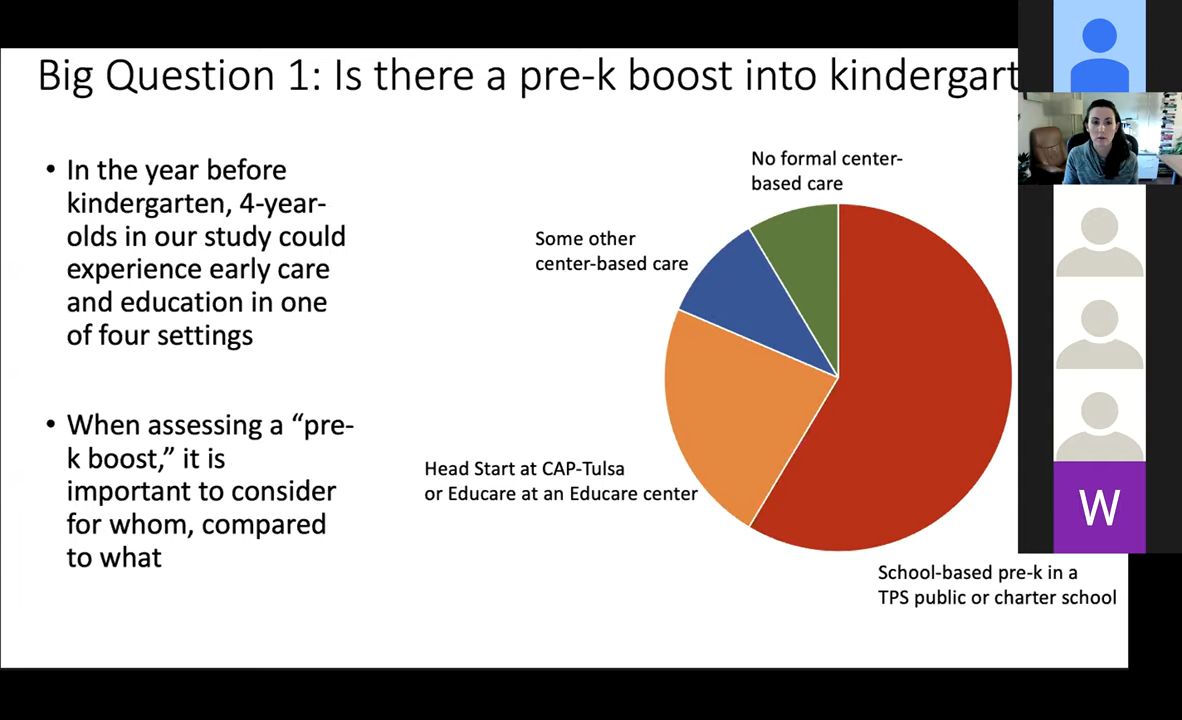 Big Question 1: Is there a pre-k boost into kindergart
• In the year before
kindergarten, 4-year-
olds in our study could
experience early care
and education in one
of four settings
• When assessing a “pre-
k boost,” it is
important to consider
for whom, compared
to what
No formal center-
based care
Some other
center-based care
Head Start at CAP-Tulsa
or Educare at an Educare center
School-based pre-k in a
TPS public or charter school
W